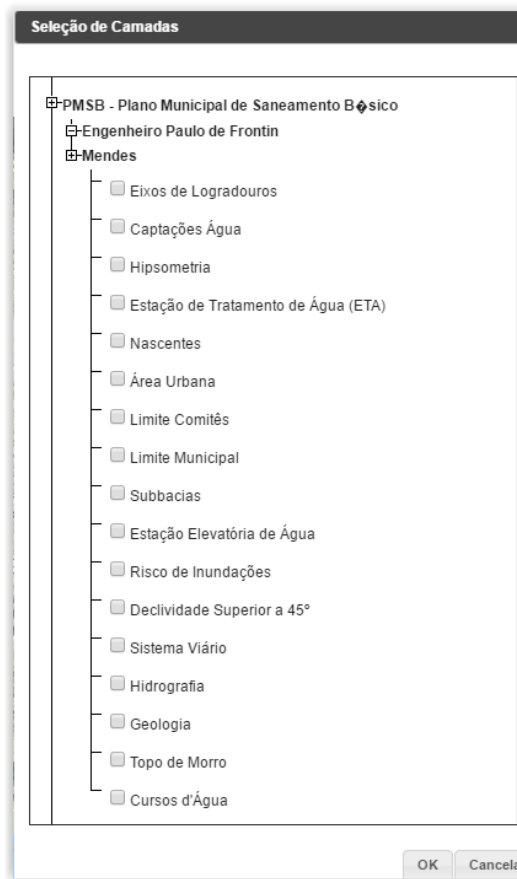 Seleção de Camadas
PMSB - Plano Municipal de Saneamento B�sico
Engenheiro Paulo de Frontin
Mendes
Eixos de Logradouros
Captações Água
Hipsometria
Estação de Tratamento de Água (ETA)
Nascentes
Área Urbana
Limite Comitês
Limite Municipal
Subbacias
Estação Elevatória de Água
Risco de Inundações
Declividade Superior a 45º
Sistema Viário
Hidrografia
Geologia
Topo de Morro
Cursos d'Água
OK Cancela